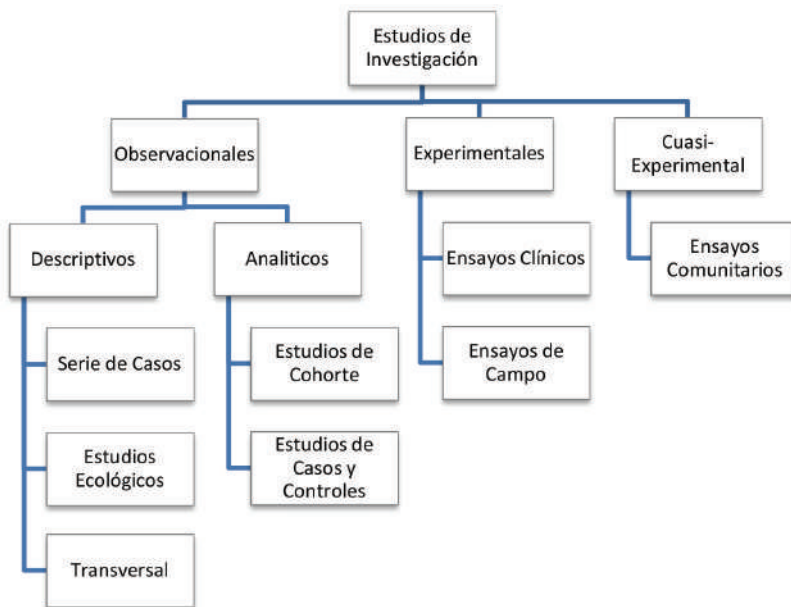 Estudios de
Investigación
Observacionales
Experimentales
Cuasi-
Experimental
Descriptivos
Analiticos
Ensayos Clínicos
Ensayos
Comunitarios
Serie de Casos
Estudios de
Cohorte
Ensayos de
Campo
Estudios
Ecológicos
Estudios de
Casos y
Controles
Transversal